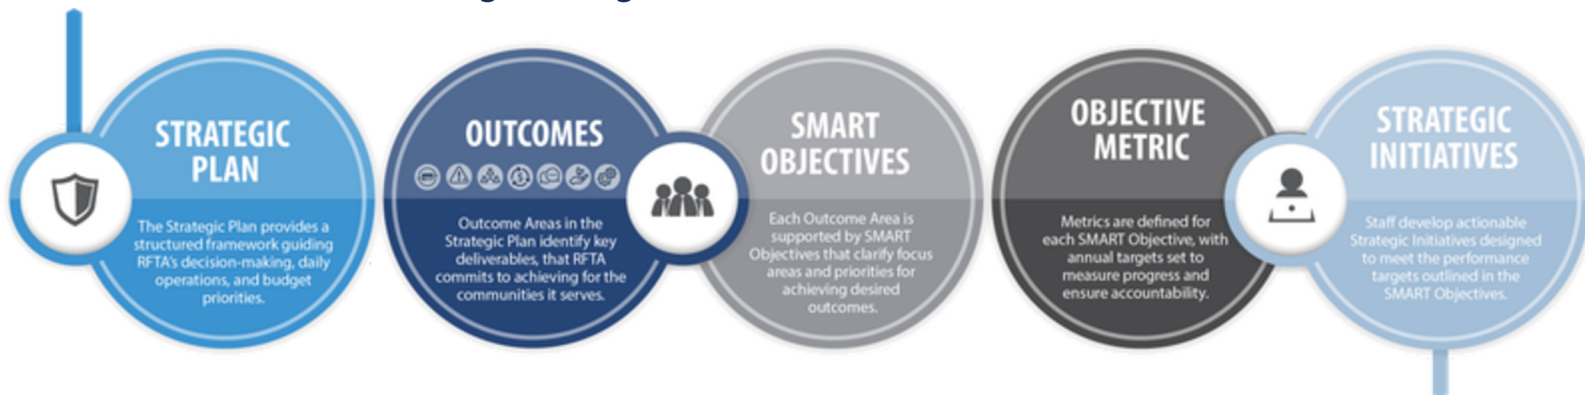 STRATEGIC
PLAN
The Strategic Plan provides a
structured framework guiding
RFTA's decision-making, daily
operations, and budget
priorities.
OUTCOMES
Outcome Areas in the
Strategic Plan identify key
deliverables, that RFTA
commits to achieving for the
communities it serves.
SMART
OBJECTIVES
Each Outcome Area is
supported by SMART
Objectives that clarify focus
areas and priorities for
achieving desired
outcomes.
OBJECTIVE
METRIC
Metrics are defined for
each SMART Objective, with
annual targets set to
measure progress and
ensure accountability.
STRATEGIC
INITIATIVES
Staff develop actionable
Strategic Initiatives designed
to meet the performance
targets outlined in the
SMART Objectives.